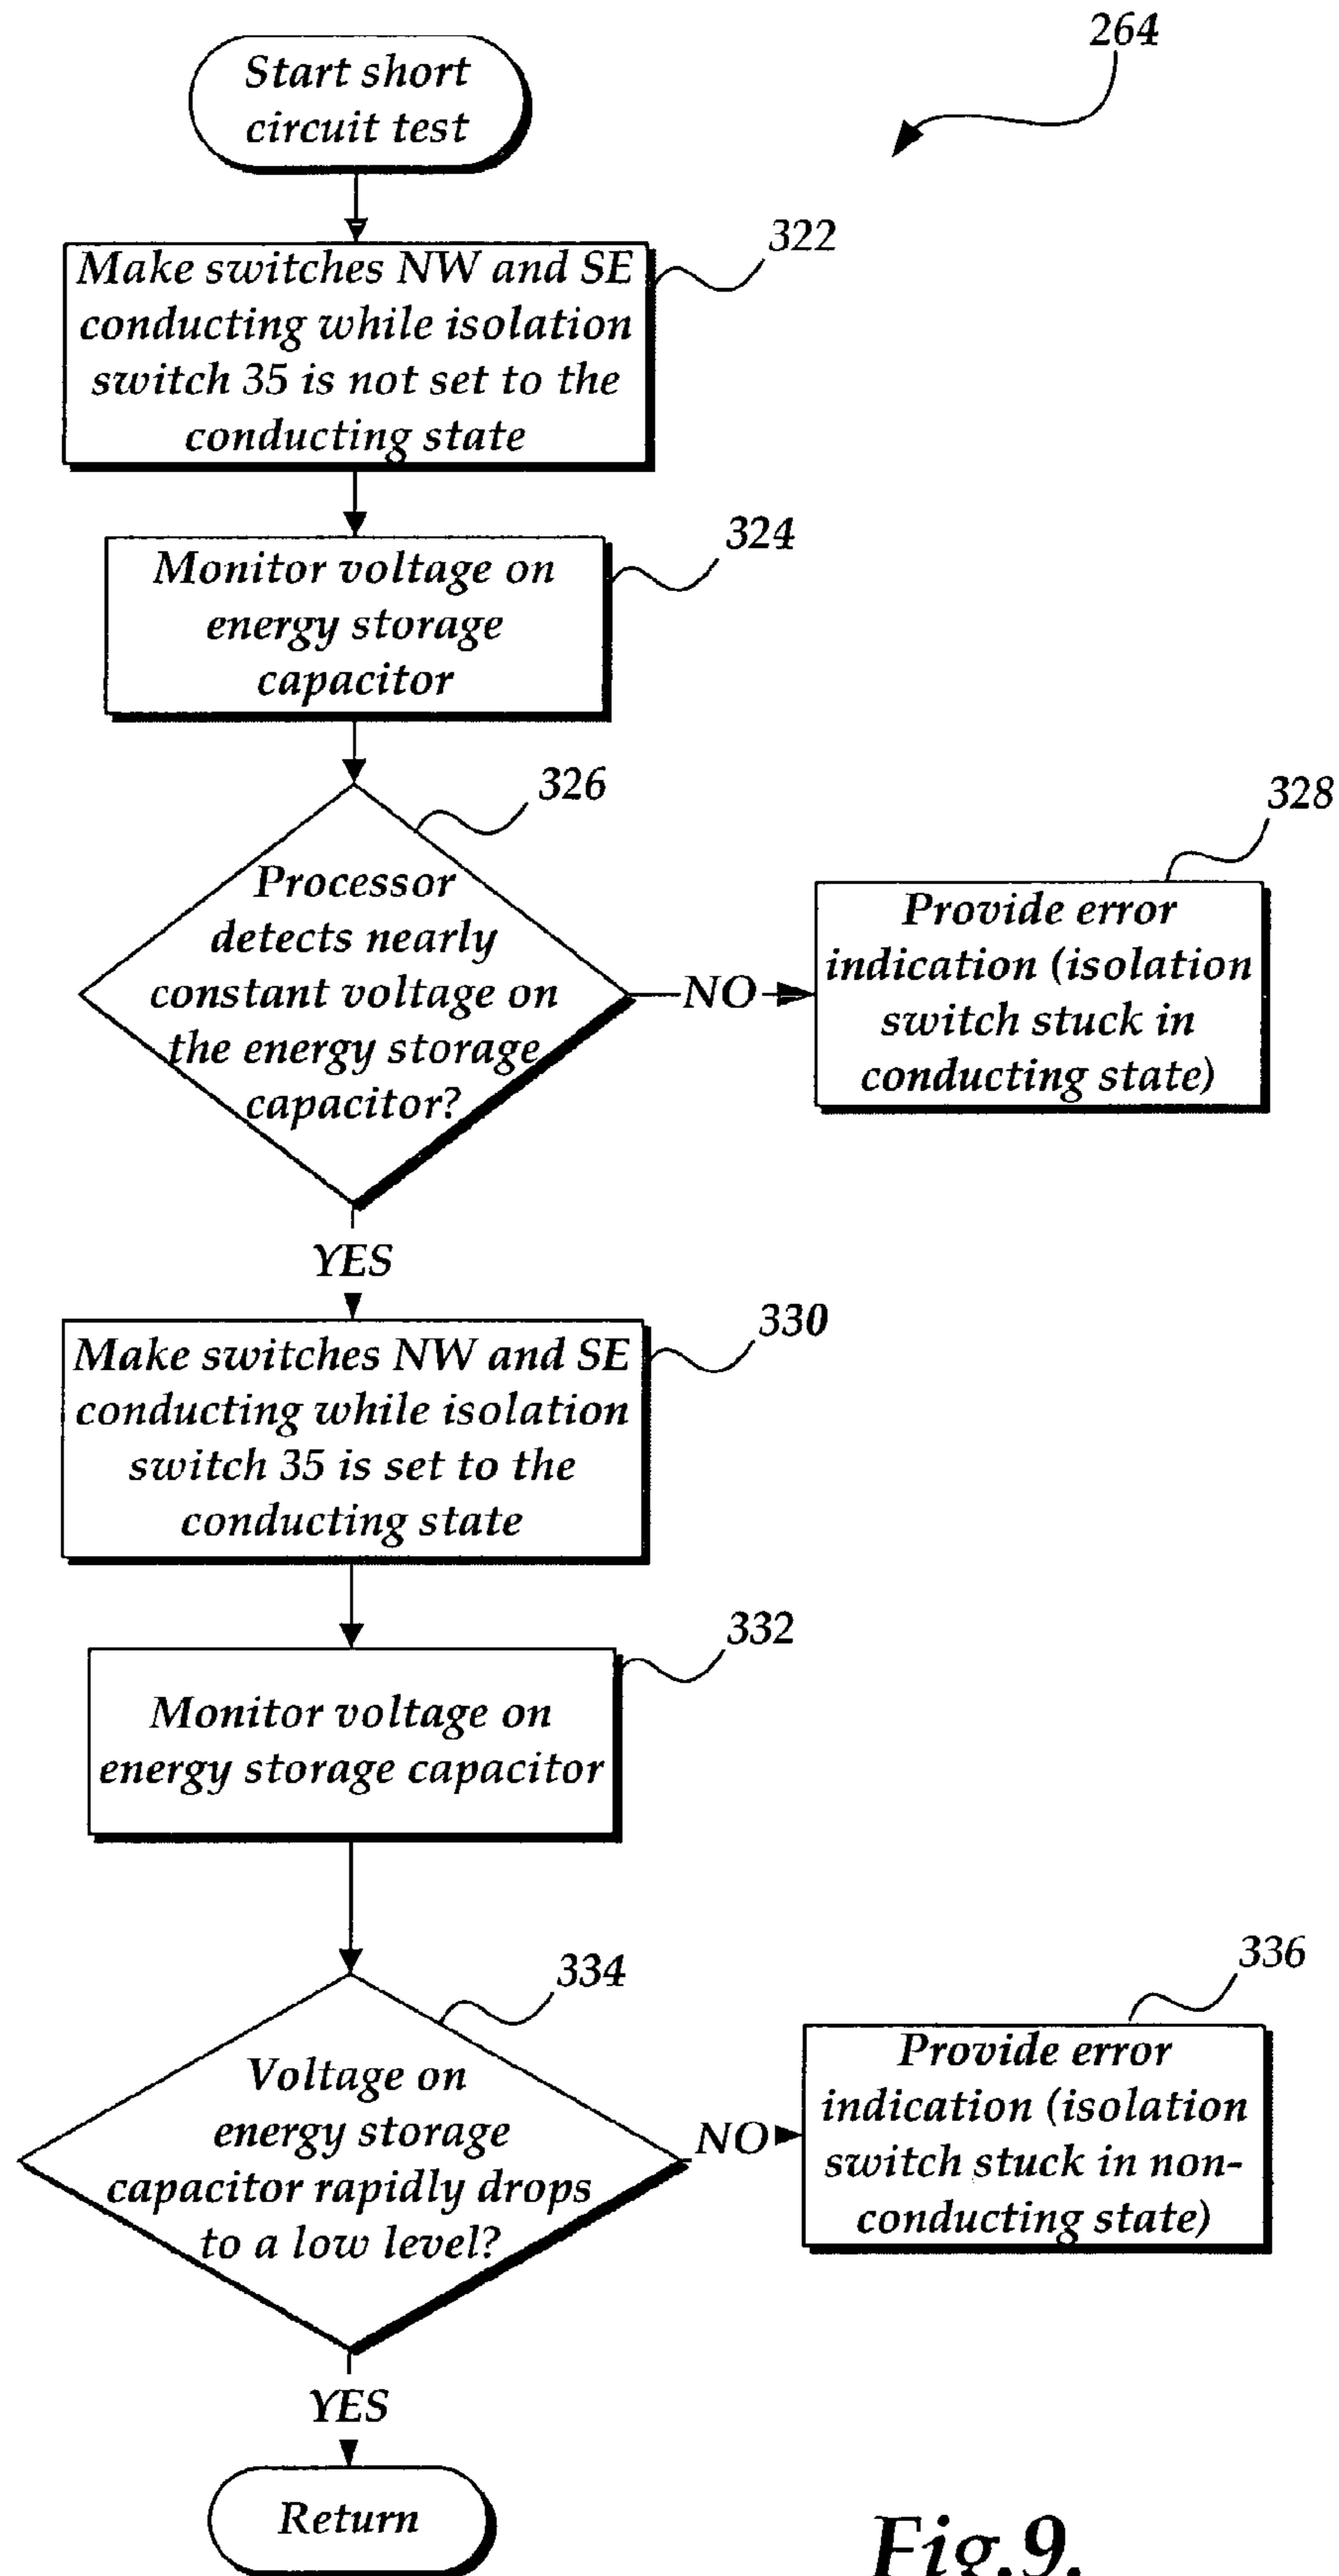 264
Start short
circuit test
322
Make switches NW and SE
conducting while isolation
switch 35 is not set to the
conducting state
324
Monitor voltage on
energy storage
capacitor
326
Processor
detects nearly
constant voltage on
the energy storage
capacitor?
NO
328
Provide error
indication (isolation
switch stuck in
conducting state)
YES
330
Make switches NW and SE
conducting while isolation
switch 35 is set to the
conducting state
332
Monitor voltage on
energy storage capacitor
334
Voltage on
energy storage
capacitor rapidly drops
to a low level?
NO
336
Provide error
indication (isolation
switch stuck in non-
conducting state)
YES
Return
Fig.9.